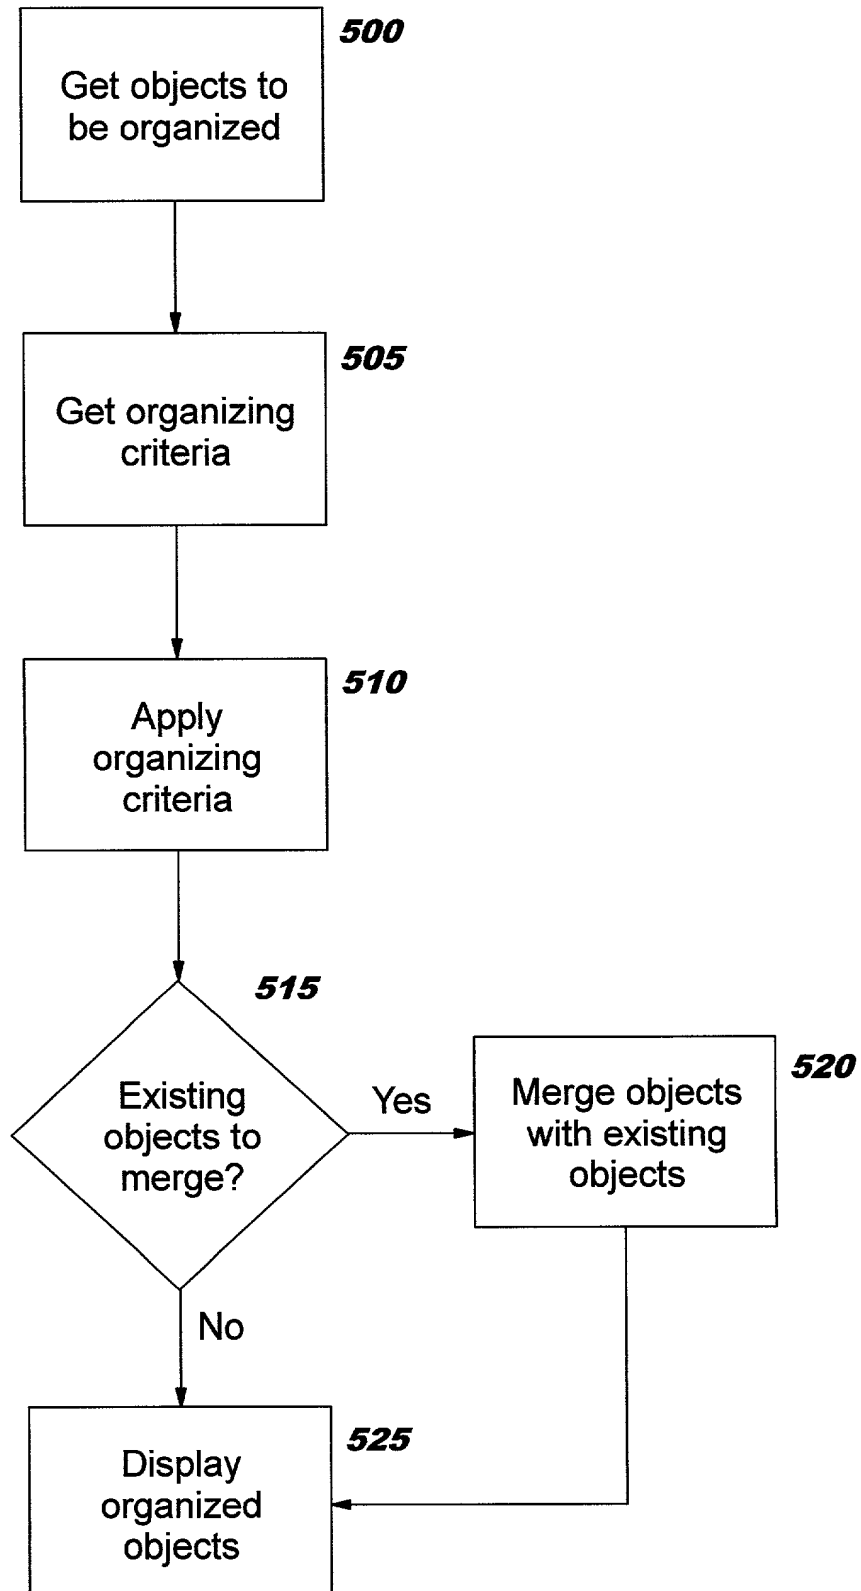 500
Get objects to
be organized
505
Get organizing
criteria
510
Apply
organizing
criteria
515
Existing
objects to
merge?
Yes
520
Merge objects
with existing
objects
No
525
Display
organized
objects